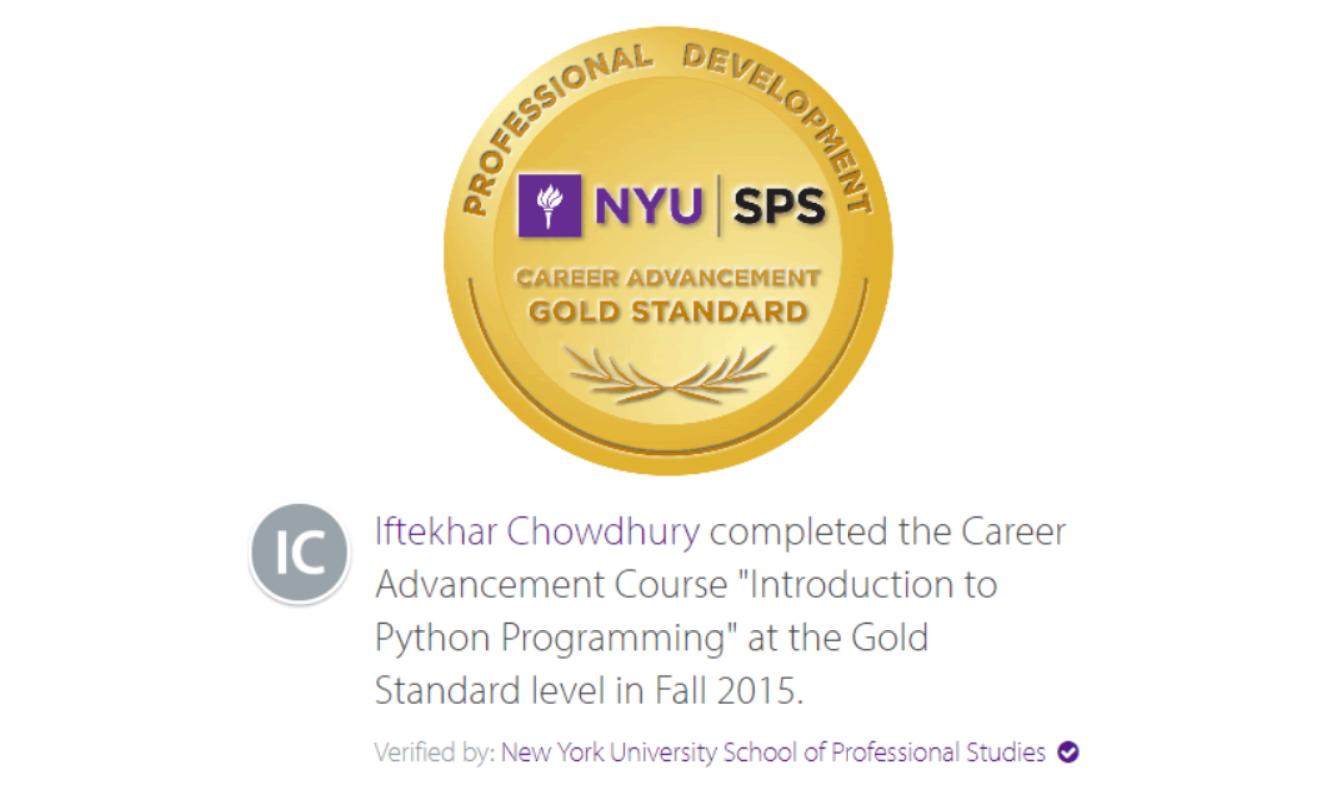 PROFESSIONAL DEVELOPMENT
NYU | SPS
CAREER ADVANCEMENT
GOLD STANDARD
IC
Iftekhar Chowdhury completed the Career
Advancement Course "Introduction to
Python Programming" at the Gold
Standard level in Fall 2015.
Verified by: New York University School of Professional Studies